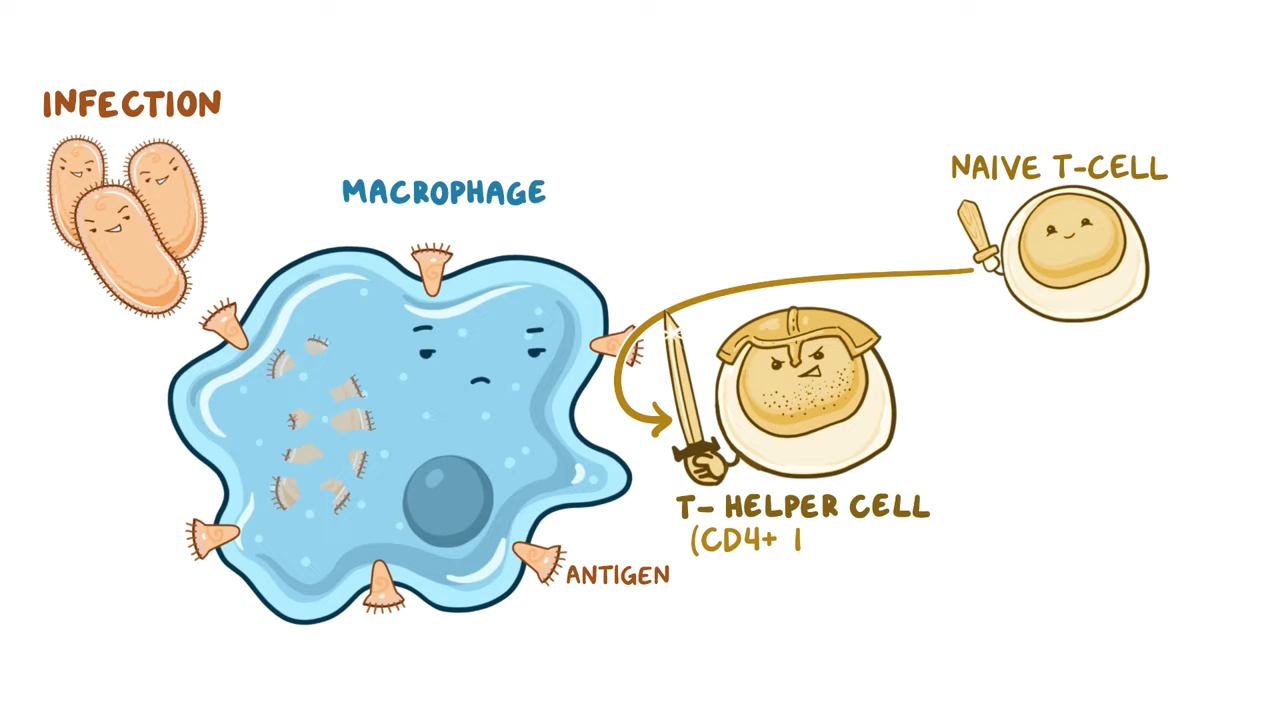 INFECTION
MACROPHAGE
NAIVE T-CELL
T- HELPER CELL
(CD4+ I
ANTIGEN